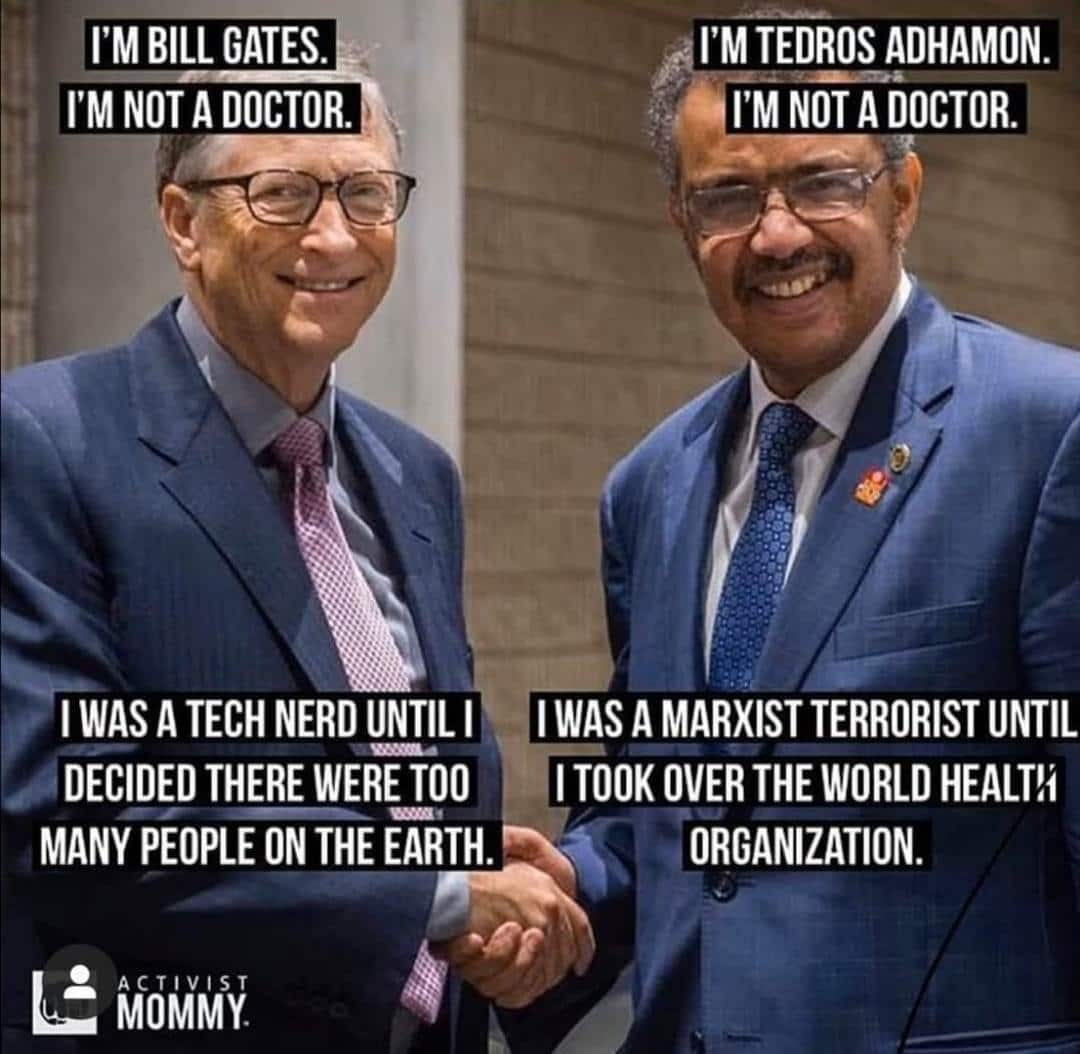 I'M BILL GATES.
I'M NOT A DOCTOR.
I'M TEDROS ADHAMON.
I'M NOT A DOCTOR.
I WAS A TECH NERD UNTIL I
DECIDED THERE WERE TOO
MANY PEOPLE ON THE EARTH.
I WAS A MARXIST TERRORIST UNTIL
I TOOK OVER THE WORLD HEALTH
ORGANIZATION.
ACTIVIST
MOMMY.